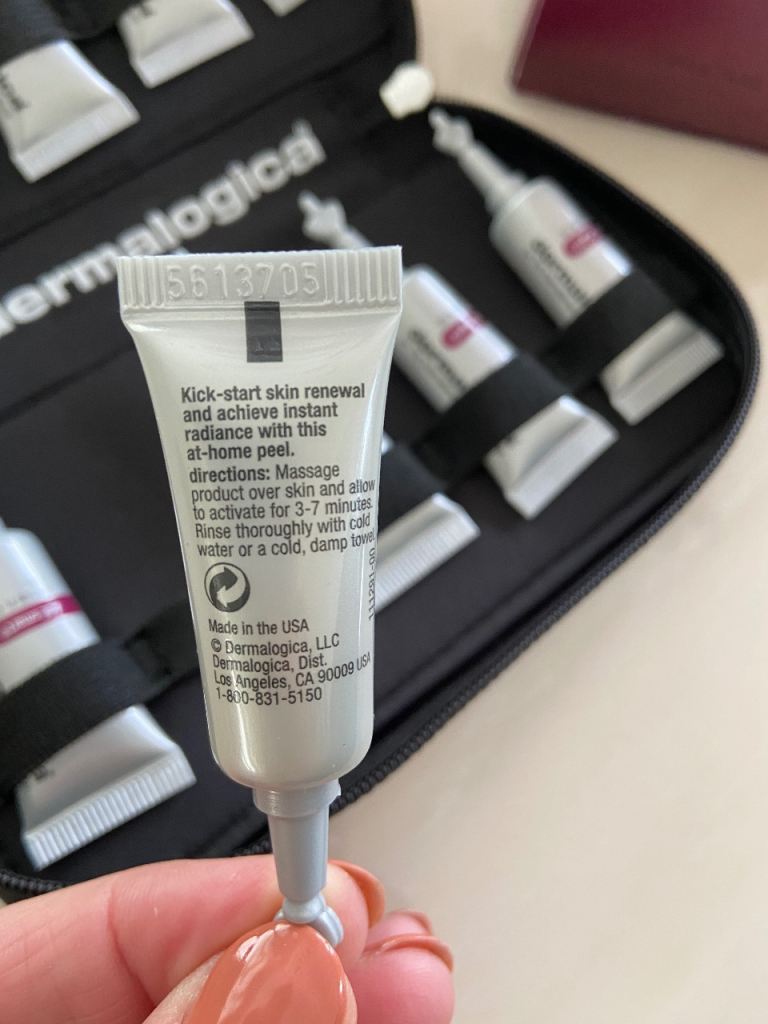 dermalogica
5613705
Kick-start skin renewal
and achieve instant
radiance with this
at-home peel.
directions: Massage
product over skin and allow
to activate for 3-7 minutes.
Rinse thoroughly with cold
water or a cold, damp towel.
111291-00
Made in the USA
© Dermalogica, LLC
Dermalogica, Dist.
Los Angeles, CA 90009 USA
1-800-831-5150